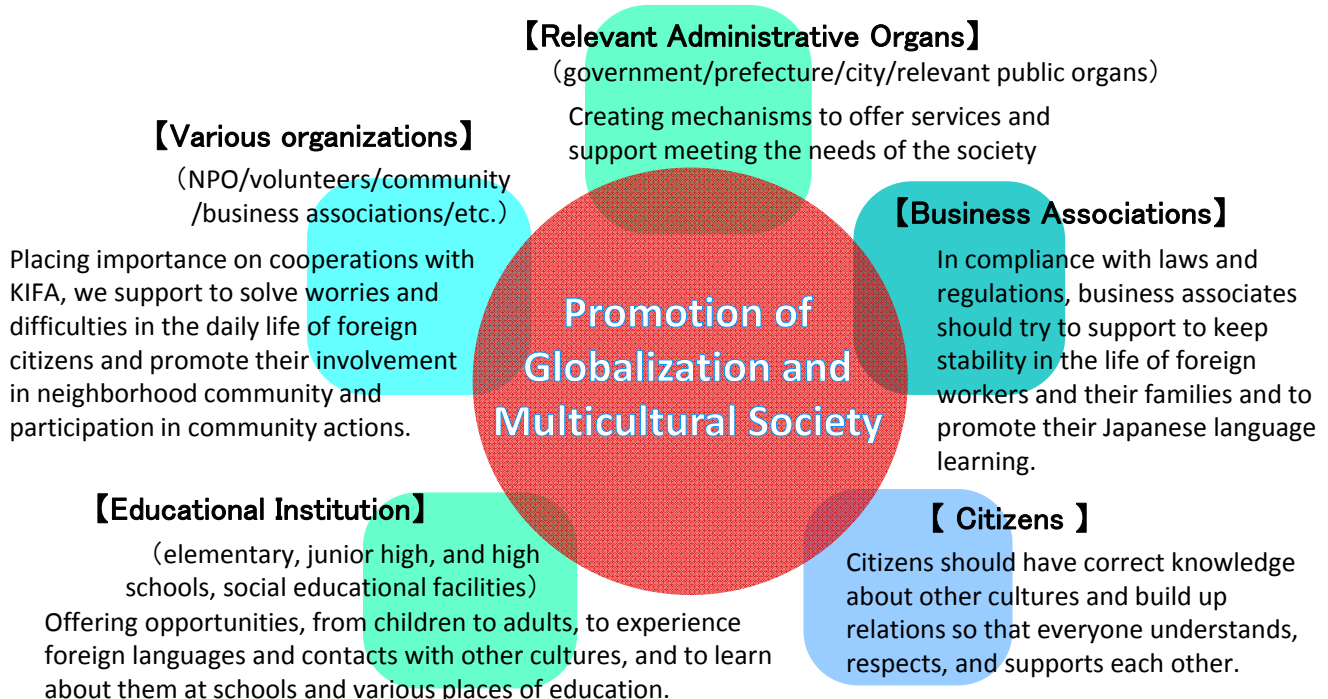 【Relevant Administrative Organs】
（government/prefecture/city/relevant public organs）
Creating mechanisms to offer services and
support meeting the needs of the society
【Various organizations】
（NPO/volunteers/community
/business associations/etc.）
Placing importance on cooperations with
KIFA, we support to solve worries and
difficulties in the daily life of foreign
citizens and promote their involvement
in neighborhood community and
participation in community actions.
【Business Associations】
In compliance with laws and
regulations, business associates
should try to support to keep
stability in the life of foreign
workers and their families and to
promote their Japanese language
learning.
Promotion of
Globalization and
Multicultural Society
【Educational Institution】
（elementary, junior high, and high
schools, social educational facilities）
Offering opportunities, from children to adults, to experience
foreign languages and contacts with other cultures, and to learn
about them at schools and various places of education.
【 Citizens 】
Citizens should have correct knowledge
about other cultures and build up
relations so that everyone understands,
respects, and supports each other.